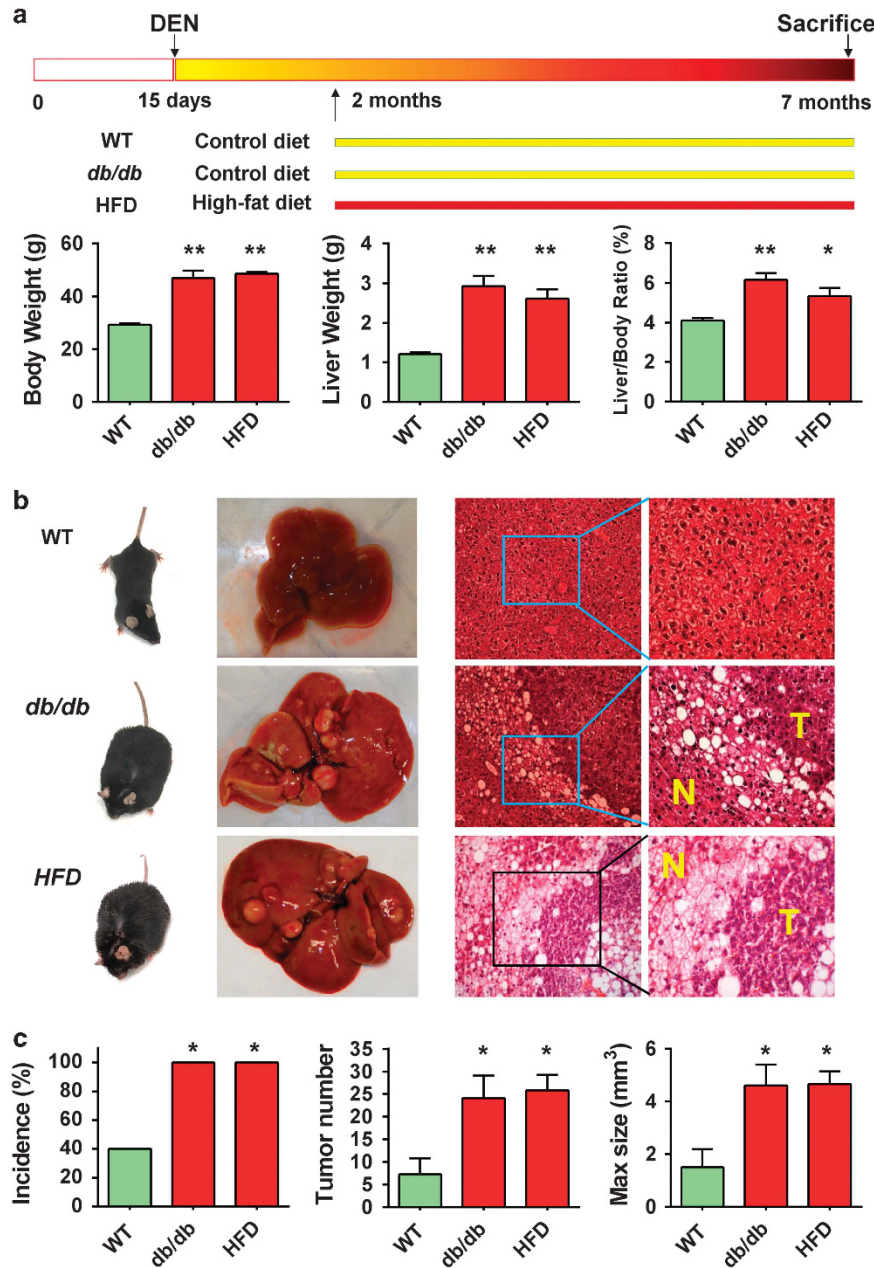 a
DEN
Sacrifice
0
15 days
2 months
7 months
WT
Control diet
db/db
Control diet
HFD
High-fat diet
Body Weight (g)
60
40
20
0
**
**
WT
db/db
HFD
Liver Weight (g)
4
3
2
1
0
**
**
WT
db/db
HFD
Liver/Body Ratio (%)
8
6
4
2
0
**
*
WT
db/db
HFD
b
WT
db/db
T
N
HFD
N
T
c
Incidence (%)
100
80
60
40
20
0
*
*
WT
db/db
HFD
Tumor number
35
30
25
20
15
10
5
0
*
*
WT
db/db
HFD
Max size (mm³)
6
4
2
0
*
*
WT
db/db
HFD